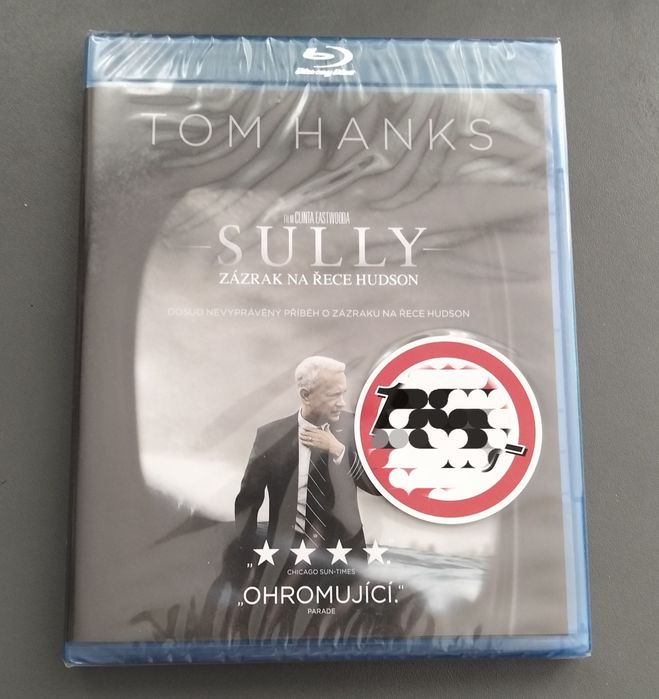 Blu-ray Disc
TOM HANKS
FILM CLINTA EASTWOODA
SULLY
ZÁZRAK NA ŘECE HUDSON
DOSUD NEVYPRÁVĚNÝ PŘÍBĚH O ZÁZRAKU NA ŘECE HUDSON
„★★★★.
CHICAGO SUN-TIMES
„OHROMUJÍCÍ.“
PARADE